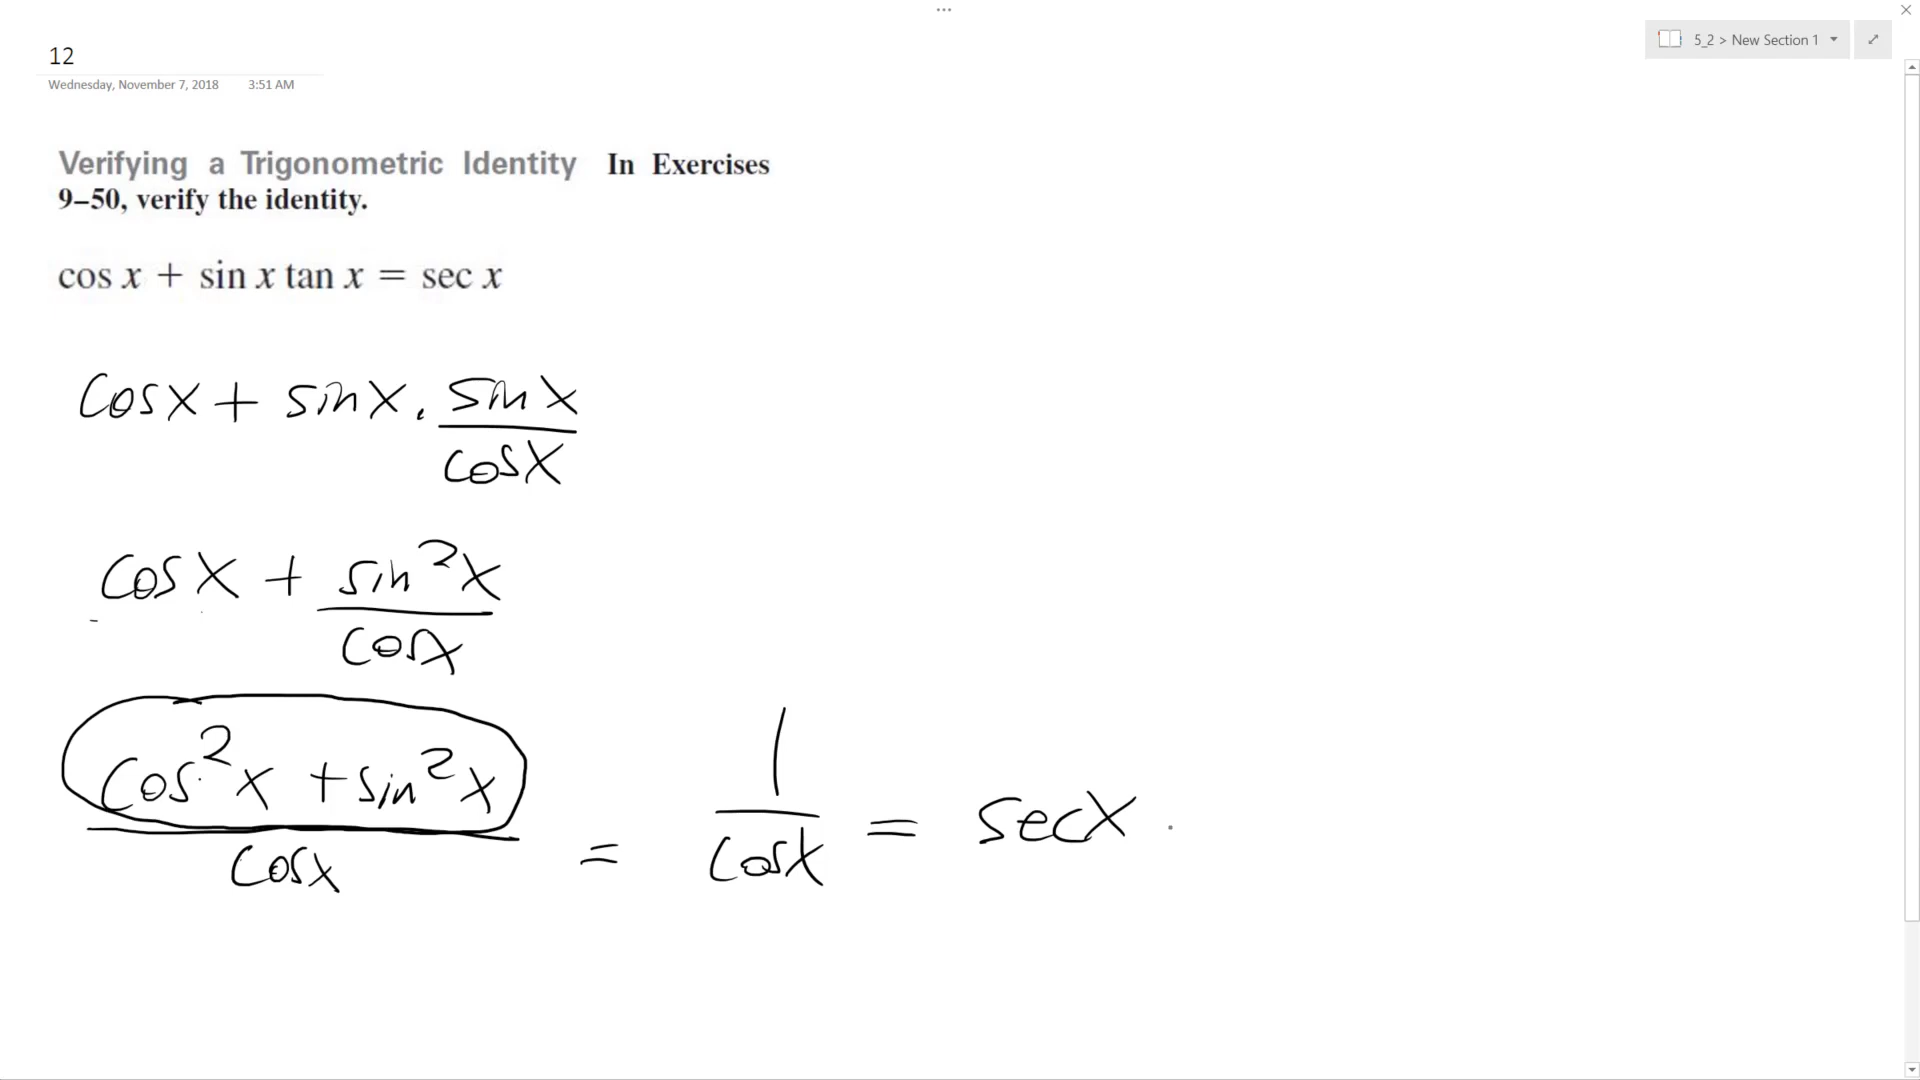 ...
5_2 > New Section 1
12
Wednesday, November 7, 2018 3:51 AM
Verifying a Trigonometric Identity In Exercises
9–50, verify the identity.
cos x + sin x tan x = sec x
cosx + sinx . sinx
cosx
cosx + sin²x
cosx
cos²x + sin²x
cosx
= 1
cosx
= secx